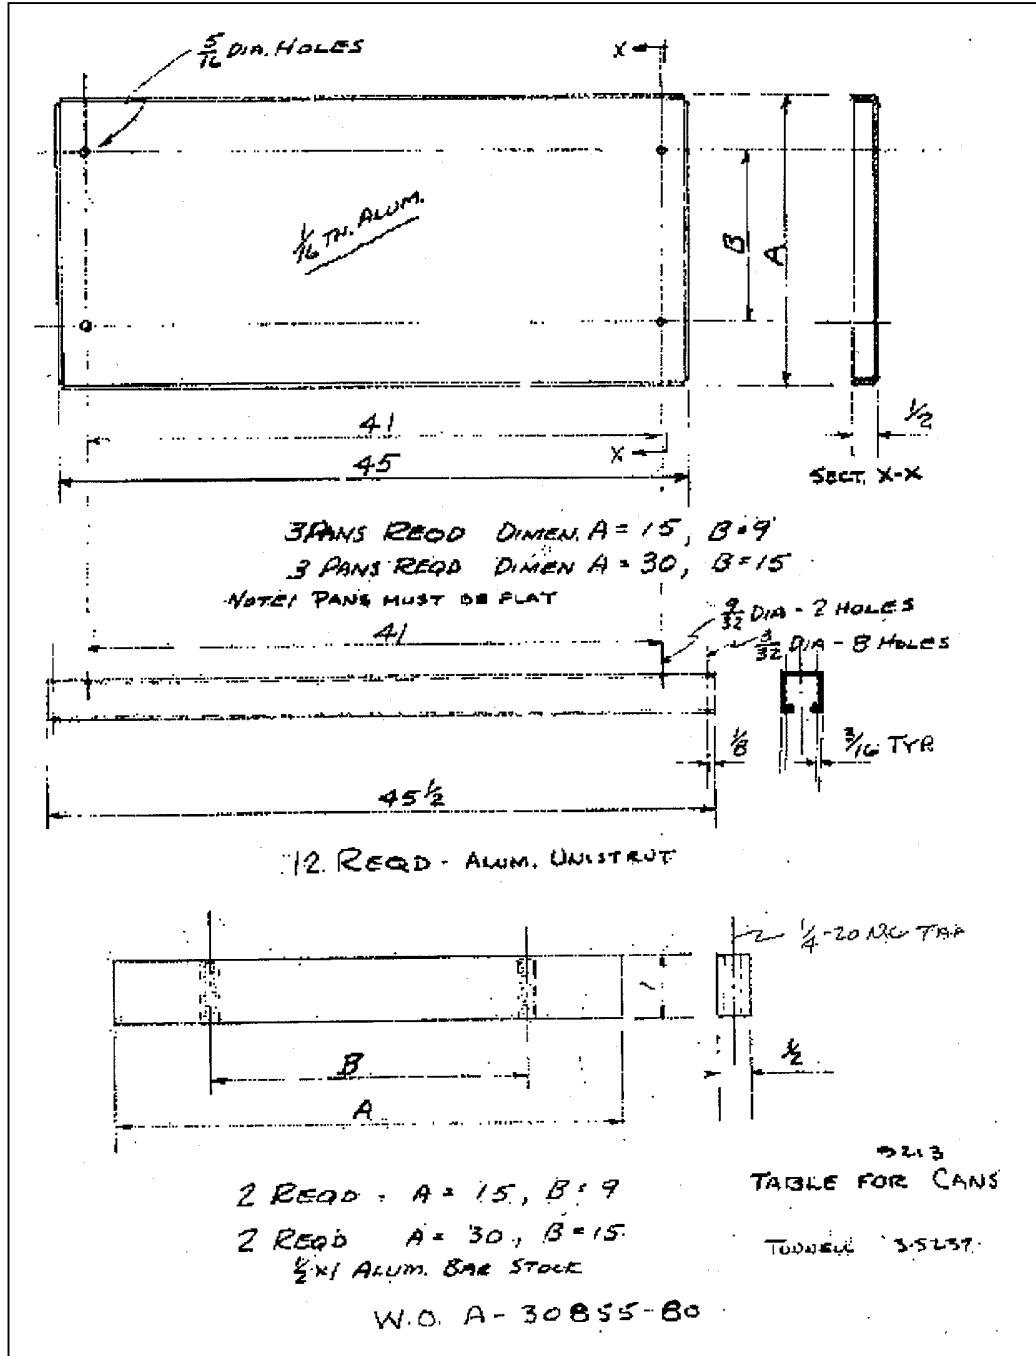 5/16 DIA. HOLES
X
1/16 TH. ALUM.
B
A
41
X
1/2
45
SECT. X-X
3 PANS REQD DIMEN. A = 15, B = 9
3 PANS REQD DIMEN A = 30, B = 15
NOTE! PANS MUST BE FLAT
9/32 DIA - 2 HOLES
41
3/32 DIA - 8 HOLES
1/8
3/16 TYP.
45 1/2
12 REQD - ALUM. UNISTRUT
1/4-20 NC TAP
1
B
1/2
A
TABLE FOR CANS
2 REQD - A = 15, B = 9
2 REQD A = 30, B = 15
1/2 x 1 ALUM. BAR STOCK
W.O. A-30855-80